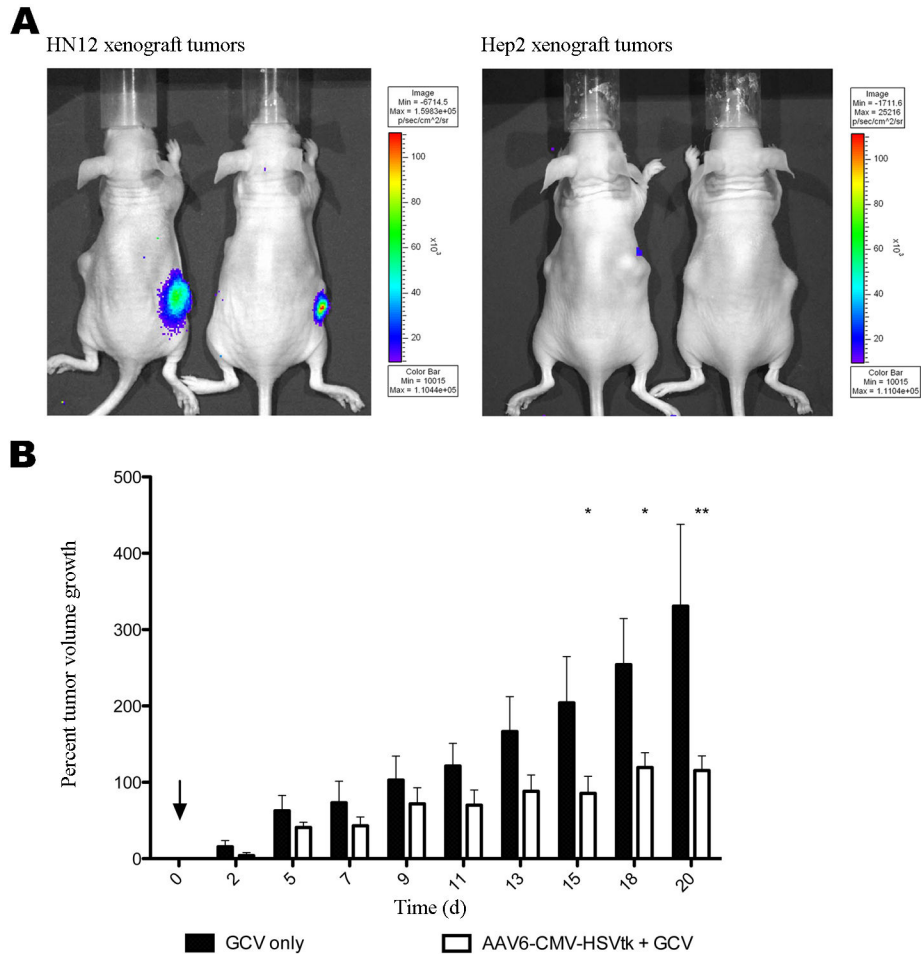 A
HN12 xenograft tumors
Hep2 xenograft tumors
Image
Min = -6714.5
Max = 1.5983e+05
p/sec/cm^2/sr
100
80
60
40
20
x10³
Color Bar
Min = 10015
Max = 1.1044e+05
Image
Min = -1711.6
Max = 25216
p/sec/cm^2/sr
100
80
60
40
20
x10³
Color Bar
Min = 10015
Max = 1.1104e+05
B
Percent tumor volume growth
500
400
300
200
100
0
* * **
0 2 5 7 9 11 13 15 18 20
Time (d)
GCV only
AAV6-CMV-HSVtk + GCV